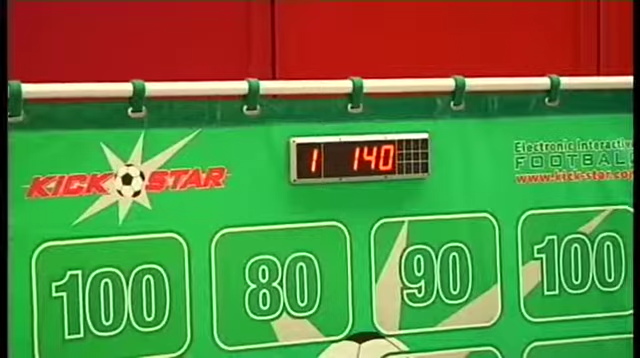 KICK STAR
1 140
Electronic Interactive
FOOTBALL
www.kick-star.com
100 80 90 100